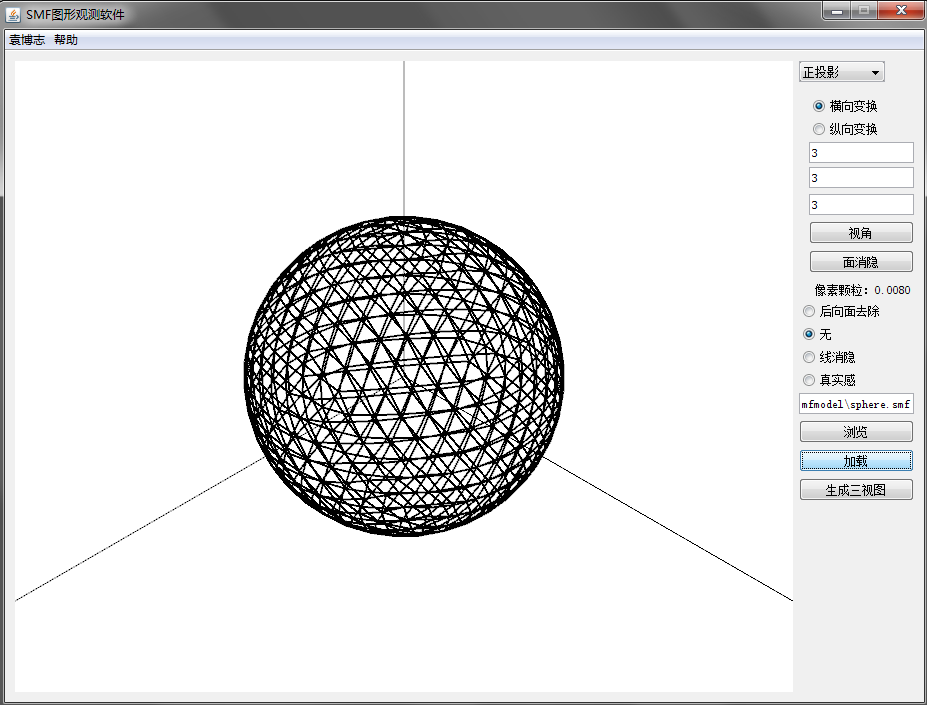 SMF图形观测软件
袁博志 帮助
正投影
横向变换
纵向变换
3
3
3
视角
面消隐
像素颗粒: 0.0080
后向面去除
无
线消隐
真实感
mfmodel\sphere.smf
浏览
加载
生成三视图